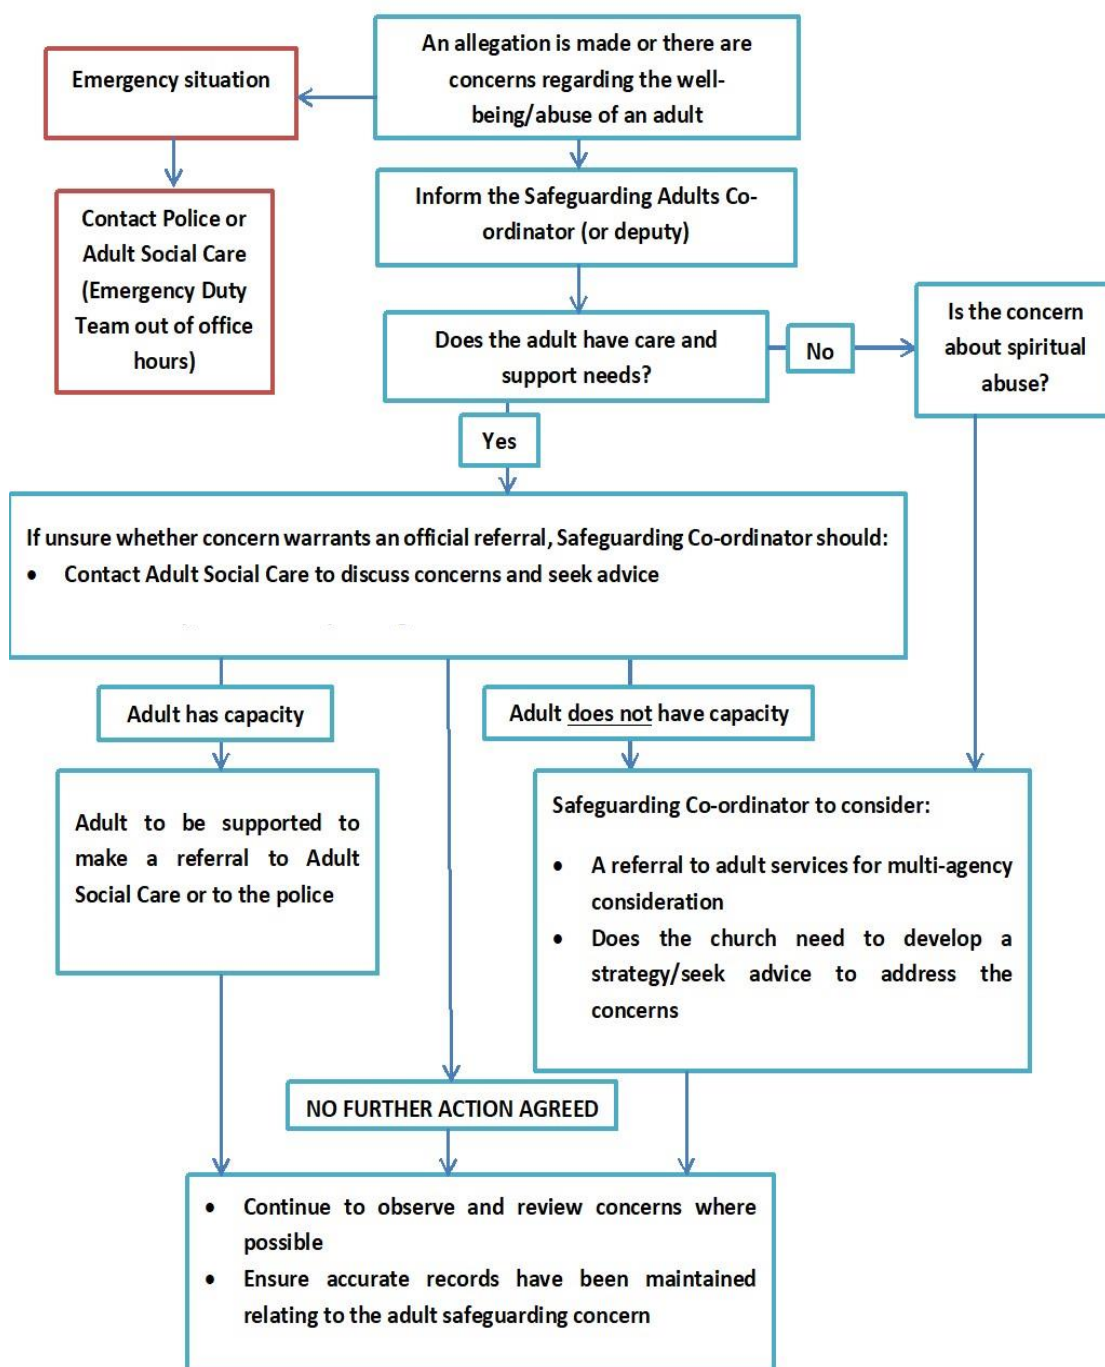 An allegation is made or there are
concerns regarding the well-
being/abuse of an adult
Emergency situation
Inform the Safeguarding Adults Co-
ordinator (or deputy)
Contact Police or
Adult Social Care
(Emergency Duty
Team out of office
hours)
Does the adult have care and
support needs?
No
Is the concern
about spiritual
abuse?
Yes
If unsure whether concern warrants an official referral, Safeguarding Co-ordinator should:
• Contact Adult Social Care to discuss concerns and seek advice
Adult has capacity
Adult does not have capacity
Adult to be supported to
make a referral to Adult
Social Care or to the police
Safeguarding Co-ordinator to consider:
• A referral to adult services for multi-agency
consideration
• Does the church need to develop a
strategy/seek advice to address the
concerns
NO FURTHER ACTION AGREED
• Continue to observe and review concerns where
possible
• Ensure accurate records have been maintained
relating to the adult safeguarding concern